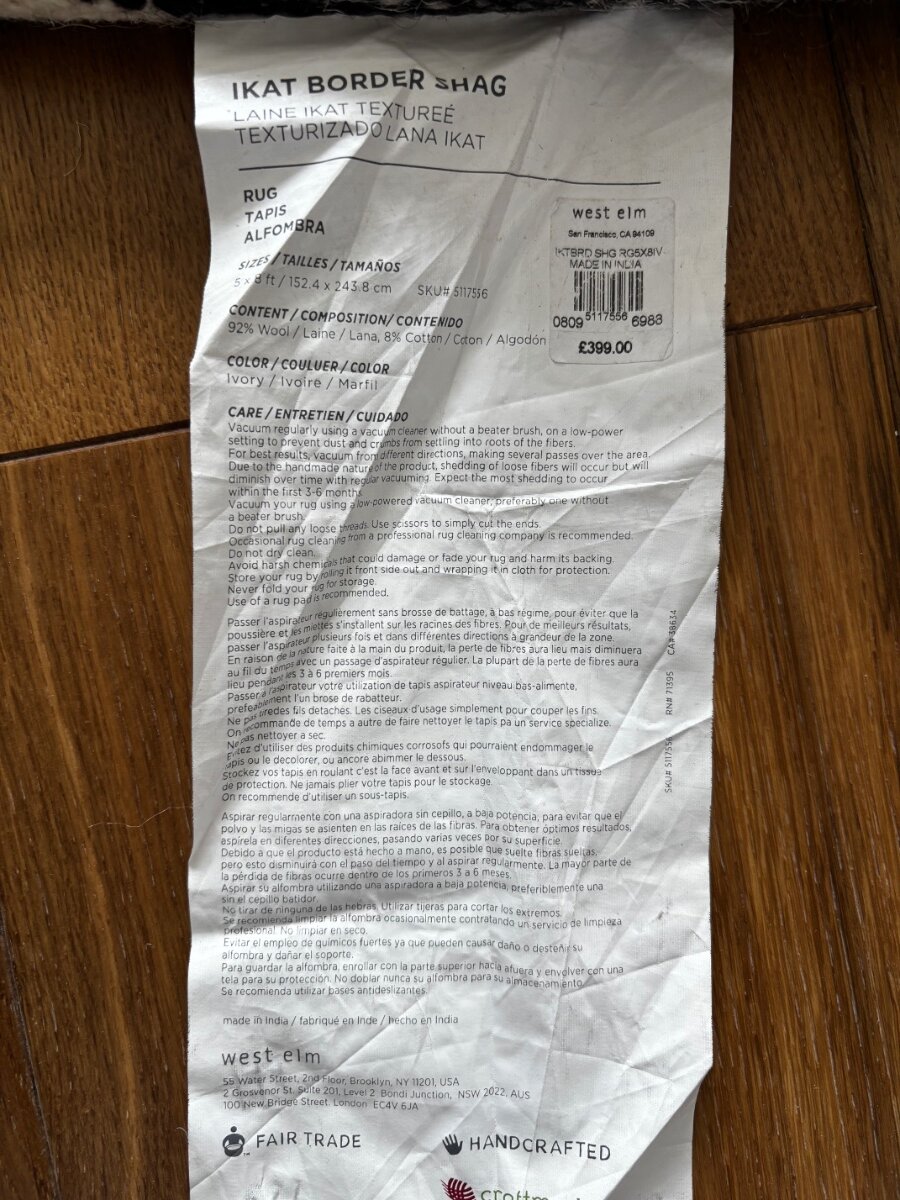 IKAT BORDER SHAG
LAINE IKAT TEXTUREÉ
TEXTURIZADO LANA IKAT
RUG
TAPIS
ALFOMBRA
SIZES / TAILLES / TAMAÑOS
5 x 8 ft / 152.4 x 243.8 cm SKU# 5117556
CONTENT / COMPOSITION / CONTENIDO
92% Wool / Laine / Lana, 8% Cotton / Coton / Algodón
COLOR / COULUER / COLOR
Ivory / Ivoire / Marfil
west elm
San Francisco, CA 94109
IKTBRD SHG RG5X8IV
MADE IN INDIA
0809 5117556 6983
£399.00
CARE / ENTRETIEN / CUIDADO
Vacuum regularly using a vacuum cleaner without a beater brush, on a low-power
setting to prevent dust and crumbs from settling into roots of the fibers.
For best results, vacuum from different directions, making several passes over the area.
Due to the handmade nature of the product, shedding of loose fibers will occur but will
diminish over time with regular vacuuming. Expect the most shedding to occur
within the first 3-6 month
Vacuum your rug using a low-powered vacuum cleaner, preferably one without
a beater brush.
Do not pull any loose threads. Use scissors to simply cut the ends.
Occasional rug cleaning from a professional rug cleaning company is recommended.
Do not dry clean.
Avoid harsh chemicals that could damage or fade your rug and harm its backing.
Store your rug by rolling it front side out and wrapping it in cloth for protection.
Never fold your rug for storage.
Use of a rug pad is recommended.
Passer l'aspirateur régulièrement sans brosse de battage, à bas régime, pour éviter que la
poussière et les miettes s'installent sur les racines des fibres. Pour de meilleurs résultats,
passer l'aspirateur plusieurs fois et dans différentes directions à grandeur de la zone.
En raison de la nature faite à la main du produit, la perte de fibres aura lieu mais diminuera
au fil du temps avec un passage d'aspirateur régulier. La plupart de la perte de fibres aura
lieu pendant les 3 à 6 premiers mois.
Passer a l'aspirateur votre utilization de tapis aspirateur niveau bas-alimente,
prefeablement l'un brose de rabatteur.
Ne pas tiredes fils detaches. Les ciseaux d'usage simplement pour couper les fins.
On recommande de temps a autre de faire nettoyer le tapis pa un service specialize.
Ne pas nettoyer a sec.
Evitez d'utiliser des produits chimiques corrosofs qui pourraient endommager le
tapis ou le decolorer, ou ancore abimmer le dessous.
Stockez vos tapis en roulant c'est la face avant et sur l'enveloppant dans un tissue
de protection. Ne jamais plier votre tapis pour le stockage.
On recommende d'utiliser un sous-tapis.
Aspirar regularmente con una aspiradora sin cepillo, a baja potencia, para evitar que el
polvo y las migas se asienten en las raíces de las fibras. Para obtener óptimos resultados,
aspírela en diferentes direcciones, pasando varias veces por su superficie.
Debido a que el producto está hecho a mano, es posible que suelte fibras sueltas,
pero esto disminuirá con el paso del tiempo y al aspirar regularmente. La mayor parte de
la pérdida de fibras ocurre dentro de los primeros 3 a 6 meses.
Aspirar su alfombra utilizando una aspiradora a baja potencia, preferiblemente una
sin el cepillo batidor.
No tirar de ninguna de las hebras. Utilizar tijeras para cortar los extremos.
Se recomienda limpiar la alfombra ocasionalmente contratando un servicio de limpieza
profesional. No limpiar en seco.
Evitar el empleo de químicos fuertes ya que pueden causar daño o desteñir su
alfombra y dañar el soporte.
Para guardar la alfombra, enrollar con la parte superior hacia afuera y envolver con una
tela para su protección. No doblar nunca su alfombra para su almacenamiento.
Se recomienda utilizar bases antideslizantes.
SKU# 5117556 RN# 71395 CA# 38634
made in India / fabriqué en Inde / hecho en India
west elm
55 Water Street, 2nd Floor, Brooklyn, NY 11201, USA
2 Grosvenor St. Suite 201, Level 2 Bondi Junction, NSW 2022, AUS
100 New Bridge Street. London EC4V 6JA
FAIR TRADE
HANDCRAFTED